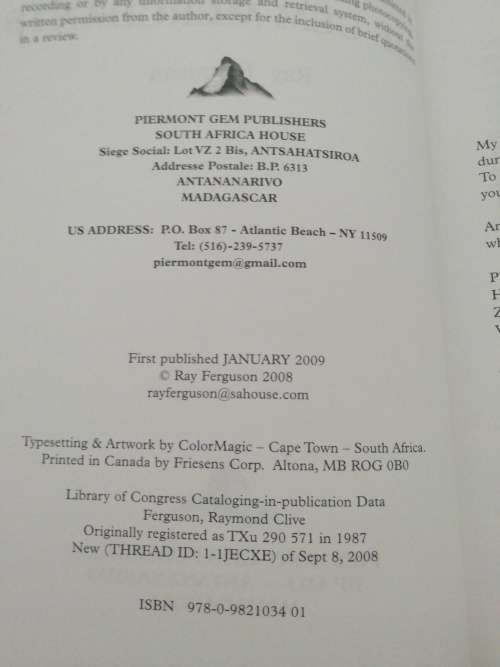 recording or by any information storage and retrieval system, without the
written permission from the author, except for the inclusion of brief quotations
in a review.
PIERMONT GEM PUBLISHERS
SOUTH AFRICA HOUSE
Siege Social: Lot VZ 2 Bis, ANTSAHATSIROA
Addresse Postale: B.P. 6313
ANTANANARIVO
MADAGASCAR
US ADDRESS: P.O. Box 87 - Atlantic Beach – NY 11509
Tel: (516)-239-5737
piermontgem@gmail.com
First published JANUARY 2009
© Ray Ferguson 2008
rayferguson@sahouse.com
Typesetting & Artwork by ColorMagic – Cape Town – South Africa.
Printed in Canada by Friesens Corp. Altona, MB ROG 0B0
Library of Congress Cataloging-in-publication Data
Ferguson, Raymond Clive
Originally registered as TXu 290 571 in 1987
New (THREAD ID: 1-1JECXE) of Sept 8, 2008
ISBN 978-0-9821034 01
My
To